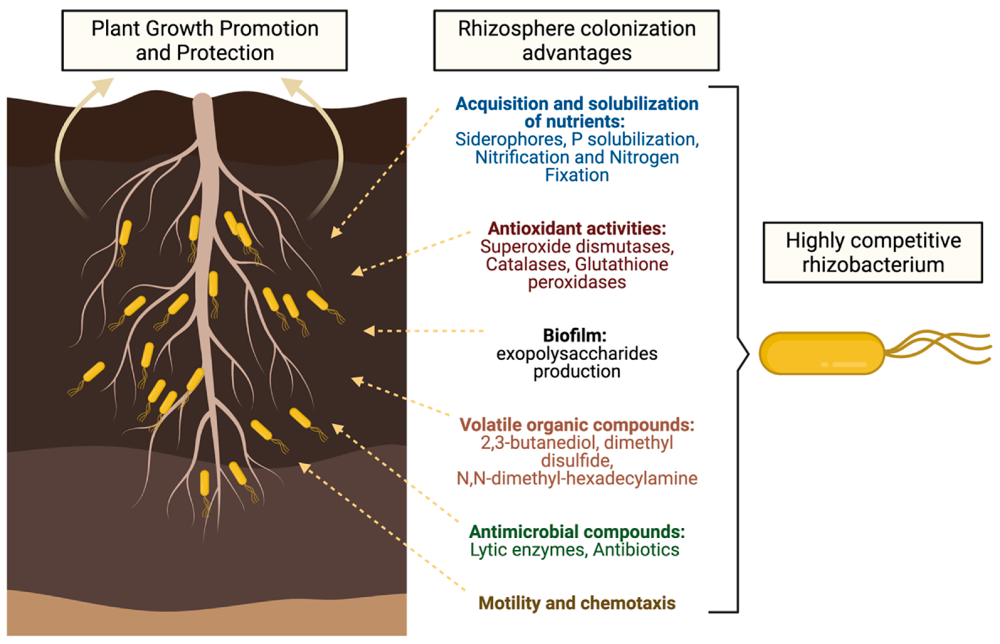 Plant Growth Promotion
and Protection
Rhizosphere colonization
advantages
Acquisition and solubilization
of nutrients:
Siderophores, P solubilization,
Nitrification and Nitrogen
Fixation
Antioxidant activities:
Superoxide dismutases,
Catalases, Glutathione
peroxidases
Biofilm:
exopolysaccharides
production
Volatile organic compounds:
2,3-butanediol, dimethyl
disulfide,
N,N-dimethyl-hexadecylamine
Antimicrobial compounds:
Lytic enzymes, Antibiotics
Motility and chemotaxis
Highly competitive
rhizobacterium